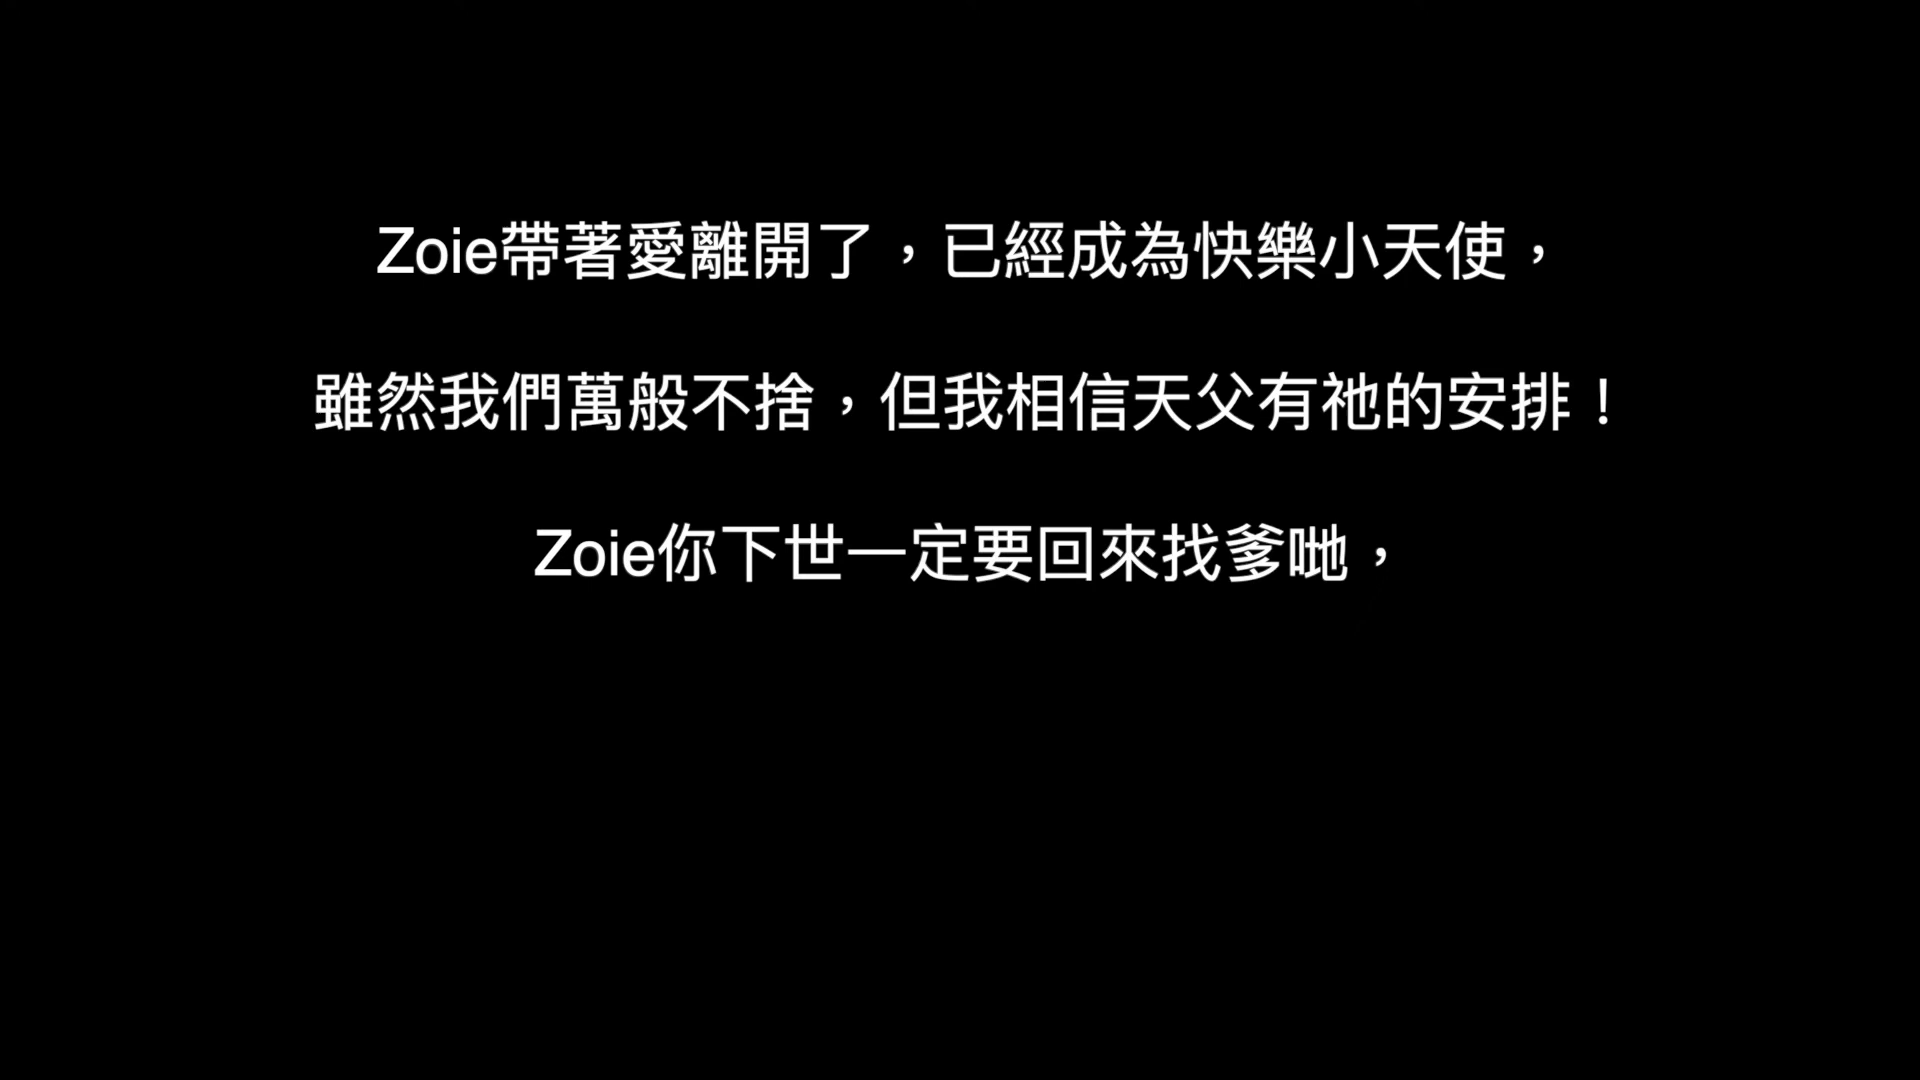 Zoie帶著愛離開了，已經成為快樂小天使，
雖然我們萬般不捨，但我相信天父有祂的安排！
Zoie你下世一定要回來找爹哋，